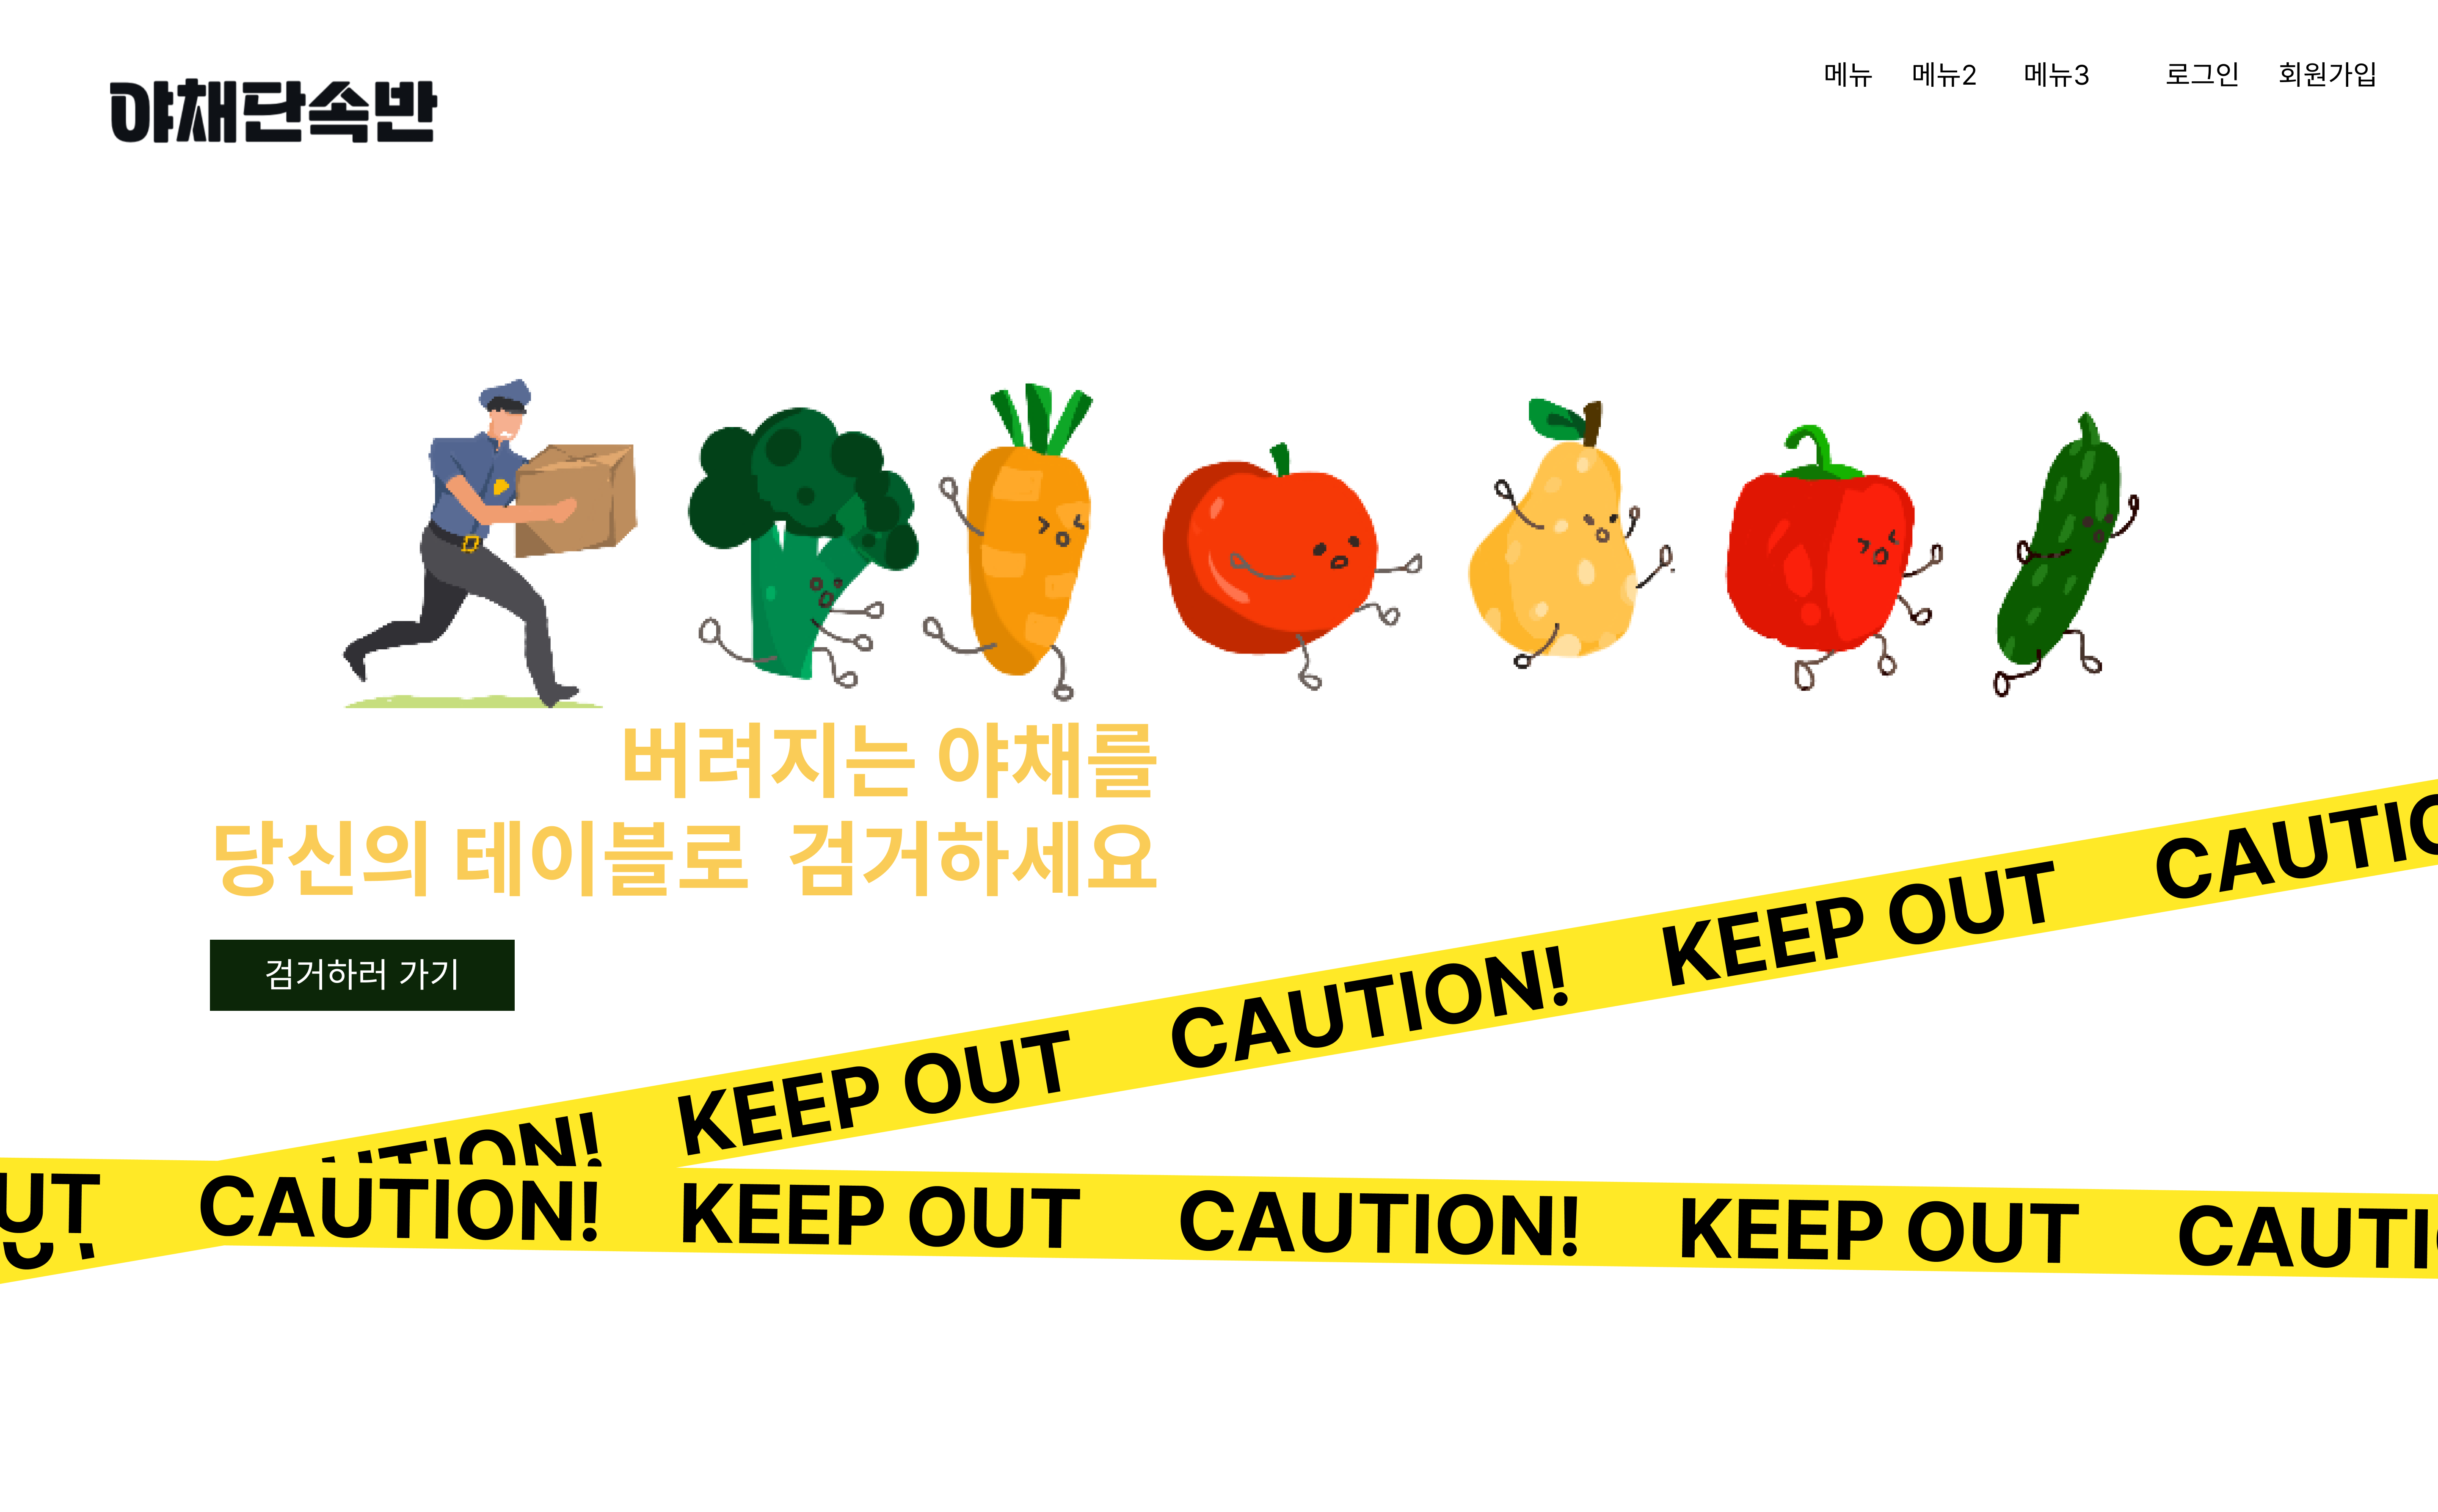 야채단속반
메뉴 메뉴2 메뉴3 로그인 회원가입
버려지는 야채를
당신의 테이블로 검거하세요
검거하러 가기
UTION! KEEP OUT CAUTION! KEEP OUT CAUTIO
UT CAUTION! KEEP OUT CAUTION! KEEP OUT CAUTI